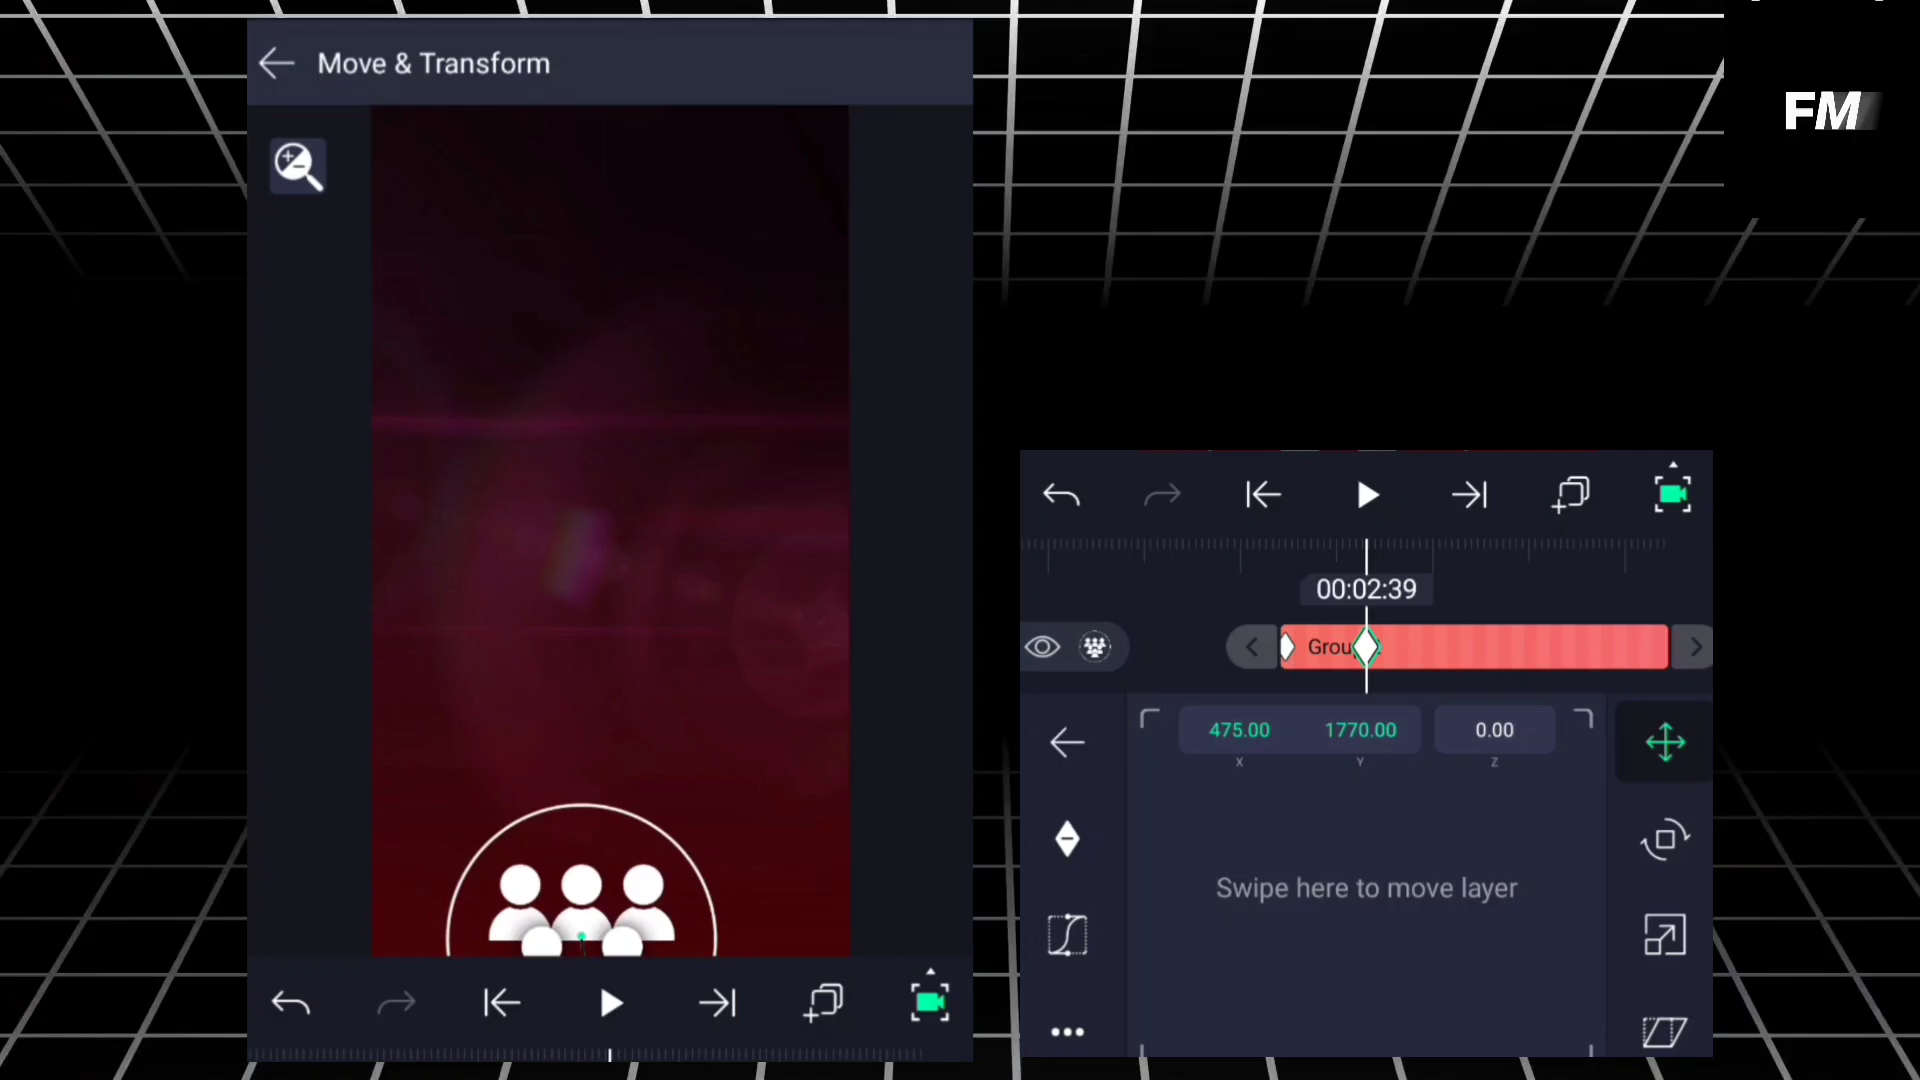 Move & Transform
FM
00:02:39
Grou
475.00 1770.00 0.00
X Y Z
Swipe here to move layer